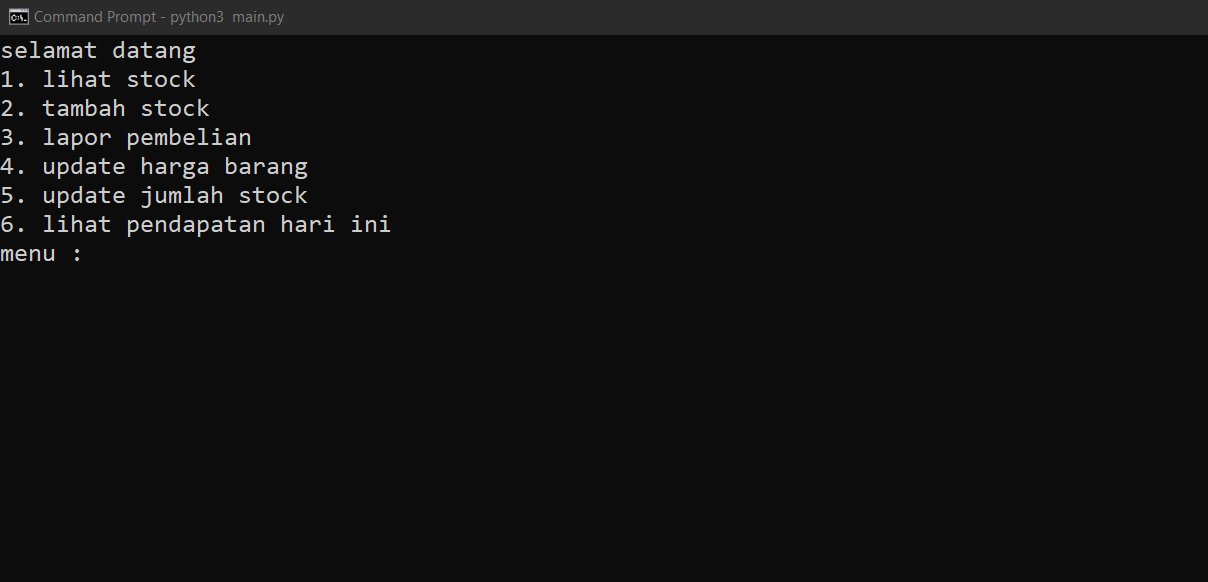 Command Prompt - python3 main.py
selamat datang
1. lihat stock
2. tambah stock
3. lapor pembelian
4. update harga barang
5. update jumlah stock
6. lihat pendapatan hari ini
menu :